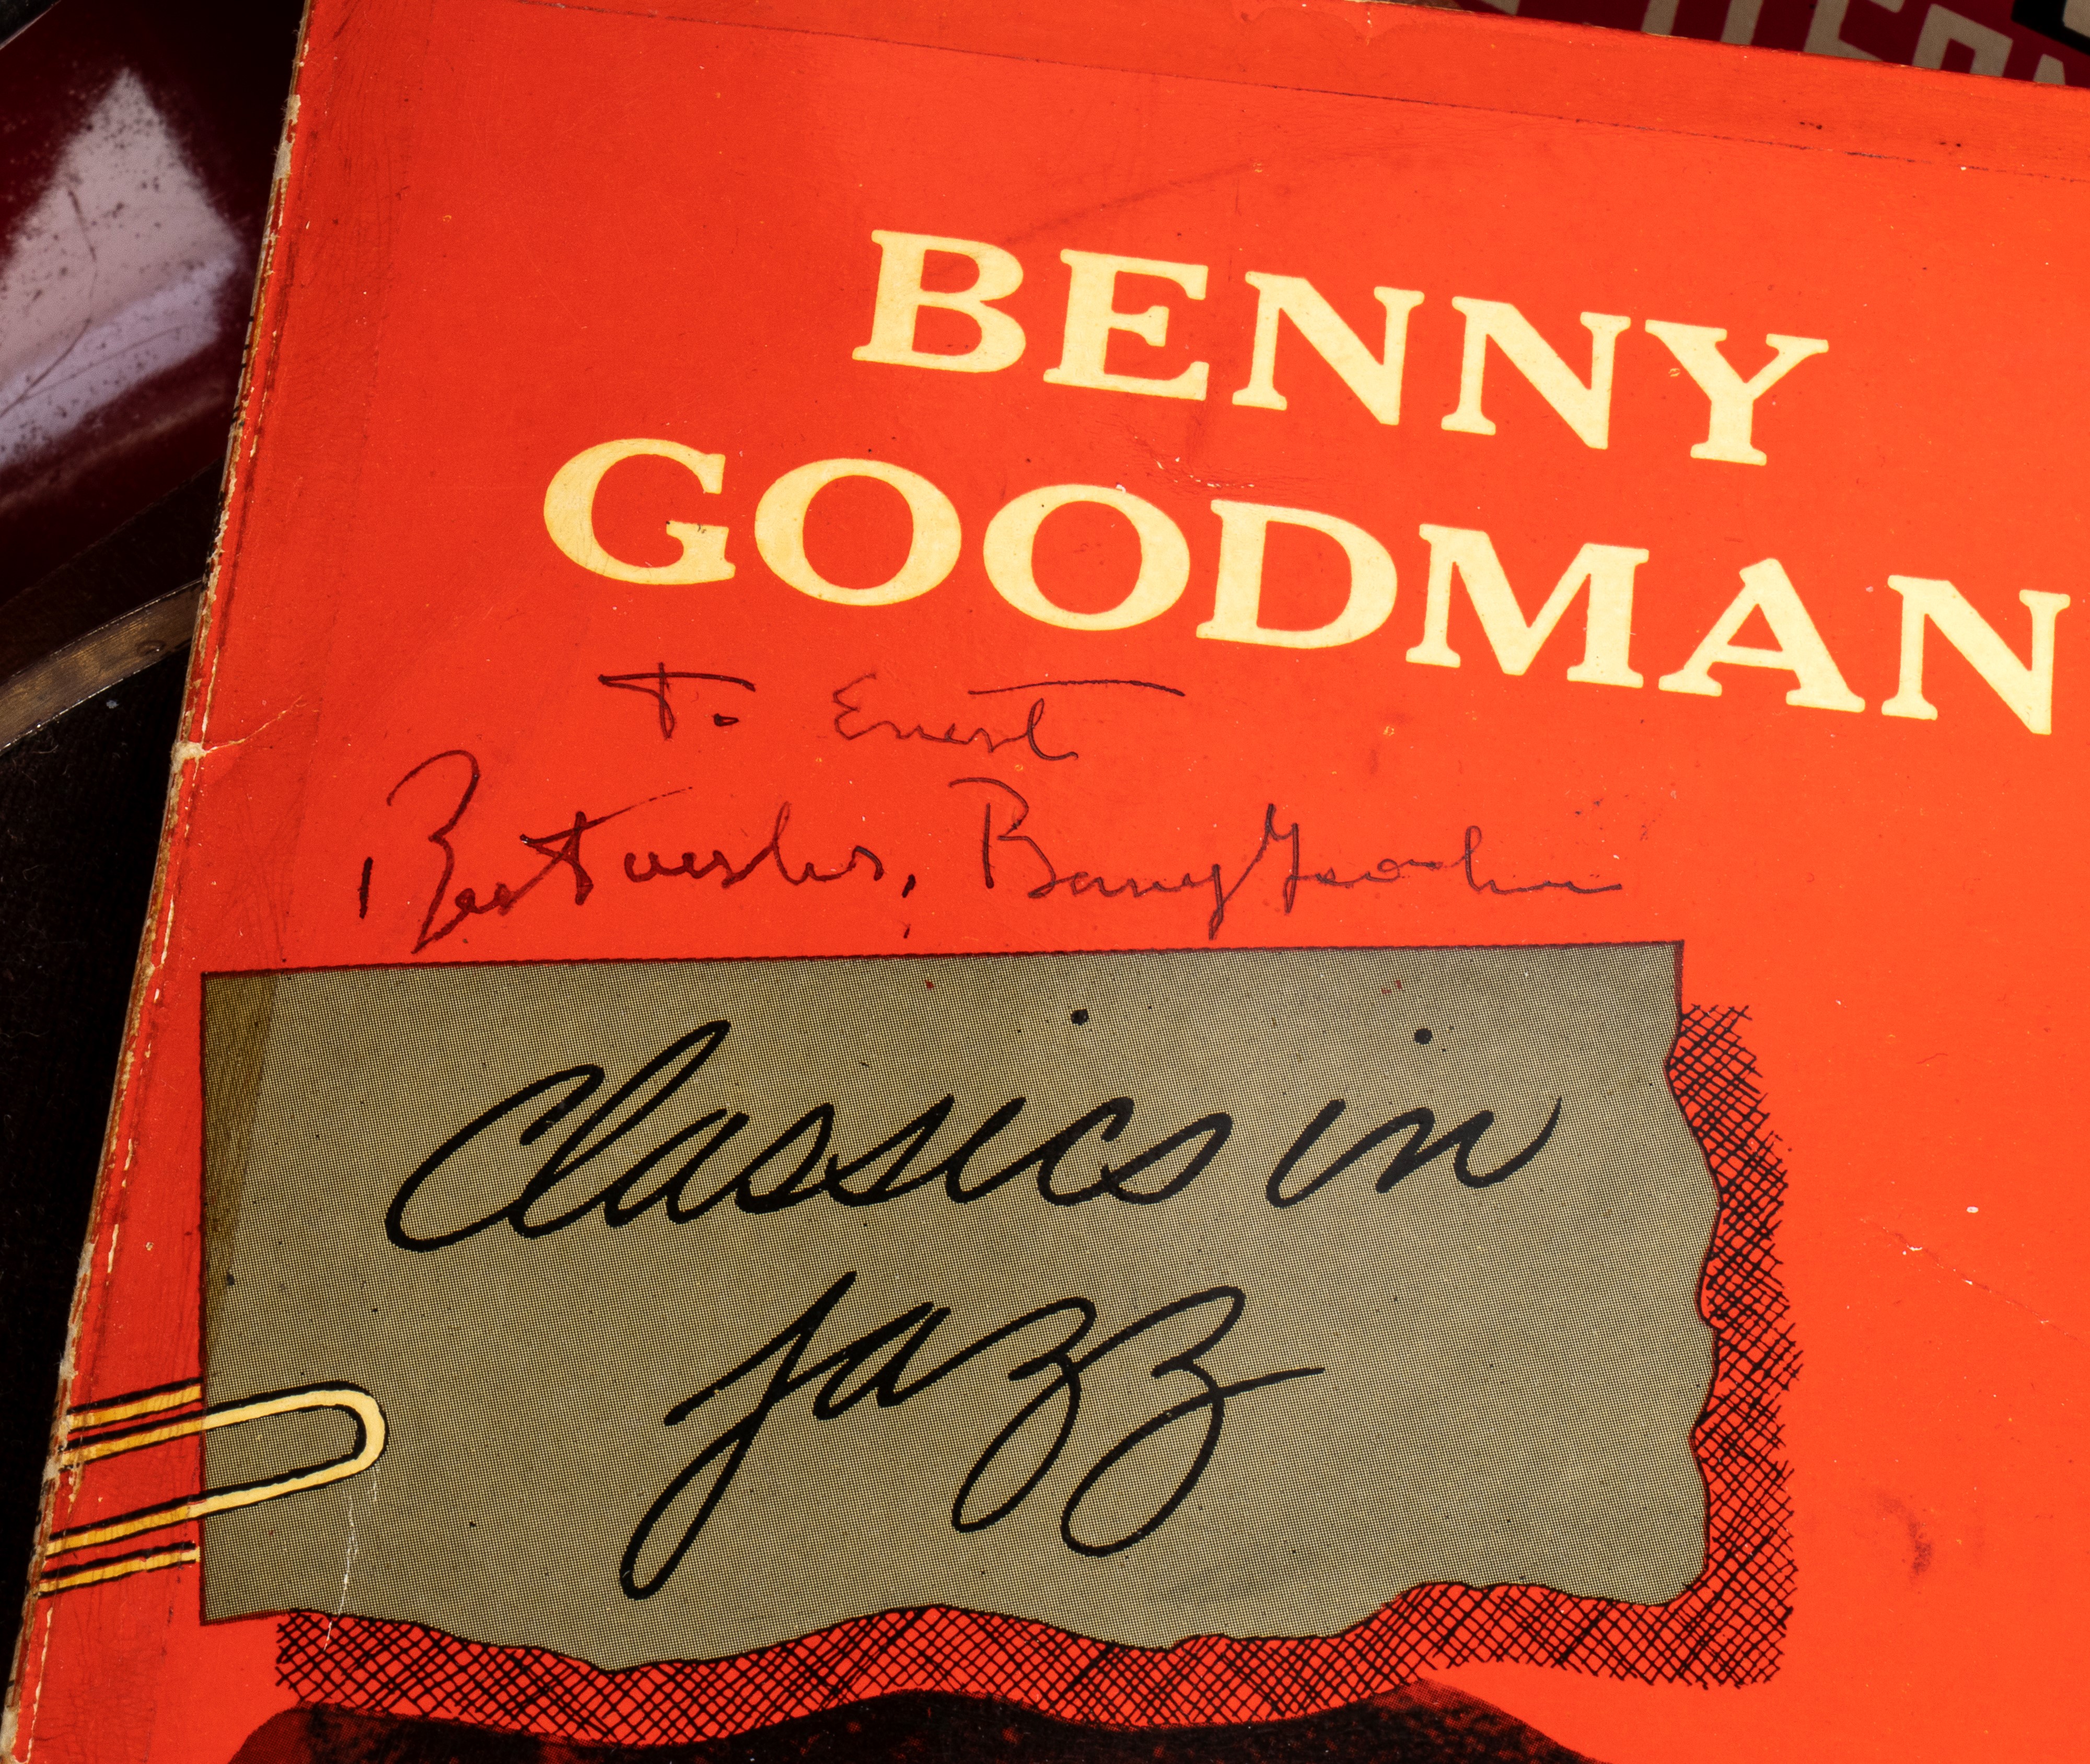 BENNY
GOODMAN
To Ernest
Best wishes, Benny Goodman
Classics in
Jazz